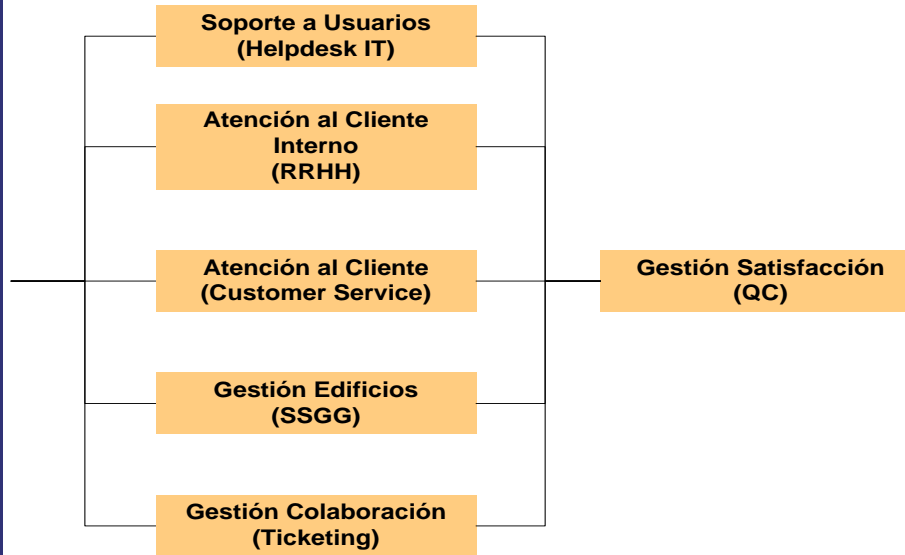 Soporte a Usuarios
(Helpdesk IT)
Atención al Cliente
Interno
(RRHH)
Atención al Cliente
(Customer Service)
Gestión Satisfacción
(QC)
Gestión Edificios
(SSGG)
Gestión Colaboración
(Ticketing)